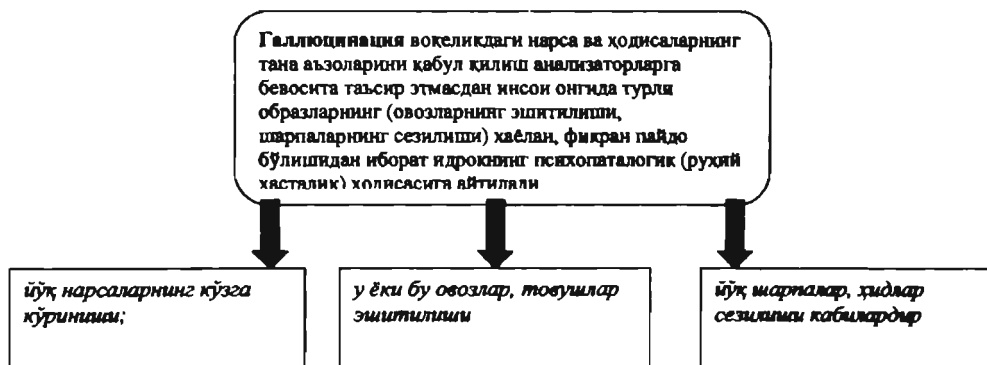 Галлюцинация воқеликдаги нарса ва ҳодисаларнинг
тана аъзоларини қабул қилиш анализаторларга
бевосита таъсир этмасдан инсон онгида турли
образларнинг (овозларнинг эшитилиши,
шарпаларнинг сезилиши) хаёлан, фикран пайдо
бўлишидан иборат идрокнинг психопаталогик (руҳий
хасталик) ҳодисасига айтилади
йўқ нарсаларнинг кўзга
кўриниши;
у ёки бу овозлар, товушлар
эшитилиши
йўқ шарпалар, ҳидлар
сезилиши кабилардир